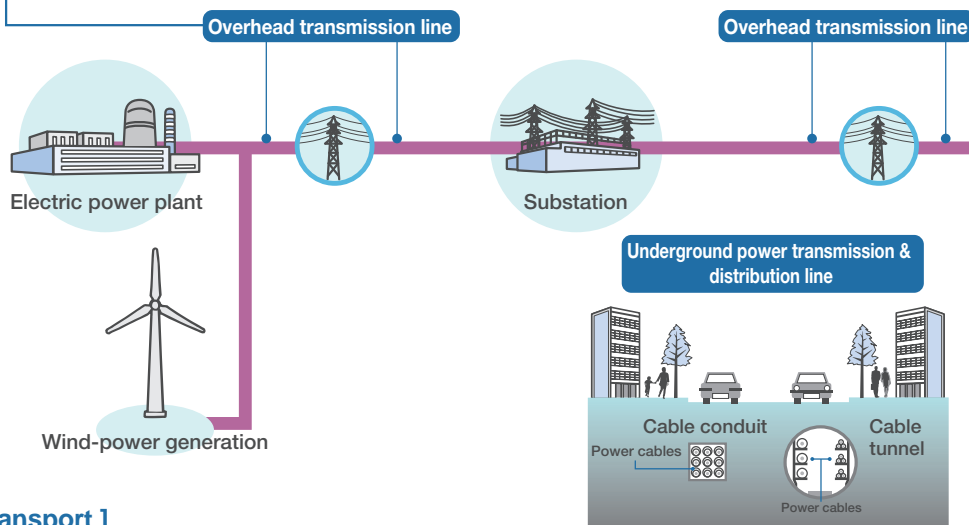 Overhead transmission line
Overhead transmission line
Electric power plant
Substation
Underground power transmission &
distribution line
Wind-power generation
Cable conduit
Power cables
Cable
tunnel
Power cables
ansport 1